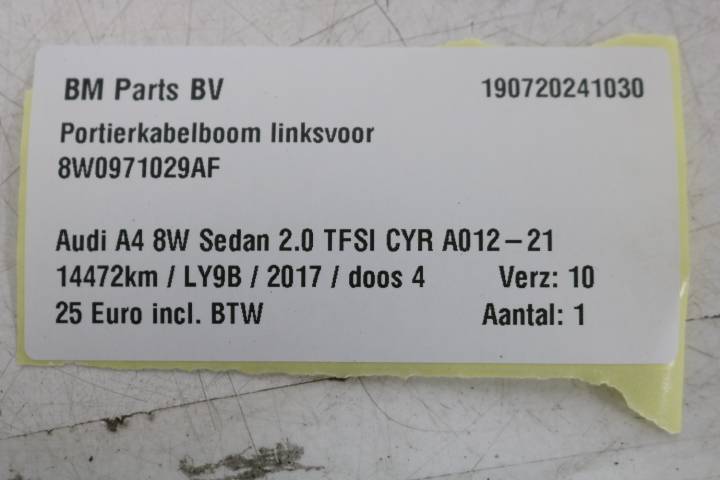 BM Parts BV 190720241030
Portierkabelboom linksvoor
8W0971029AF
Audi A4 8W Sedan 2.0 TFSI CYR A012-21
14472km / LY9B / 2017 / doos 4 Verz: 10
25 Euro incl. BTW Aantal: 1